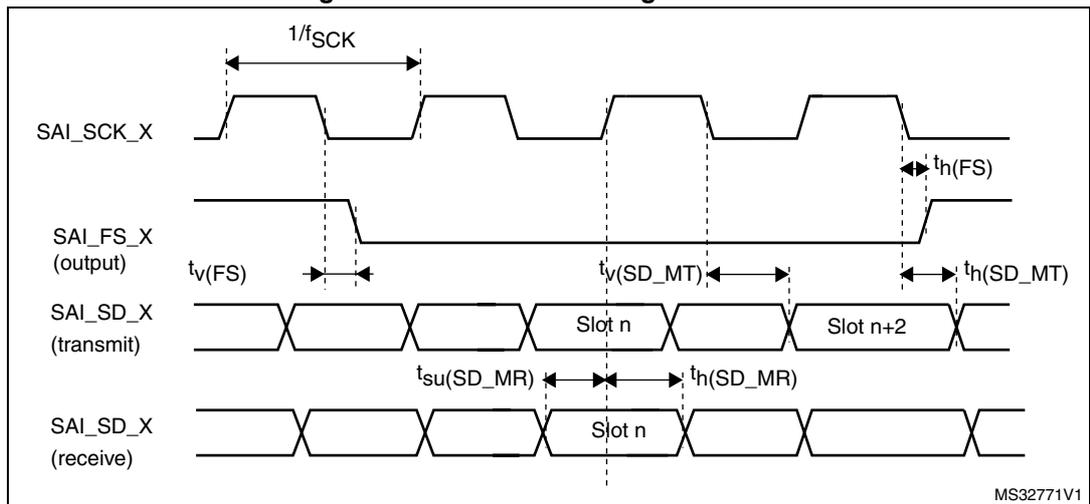 1/fSCK
SAI_SCK_X
th(FS)
SAI_FS_X
(output)
tv(FS)
tv(SD_MT)
th(SD_MT)
SAI_SD_X
(transmit)
Slot n
Slot n+2
tsu(SD_MR)
th(SD_MR)
SAI_SD_X
(receive)
Slot n
MS32771V1